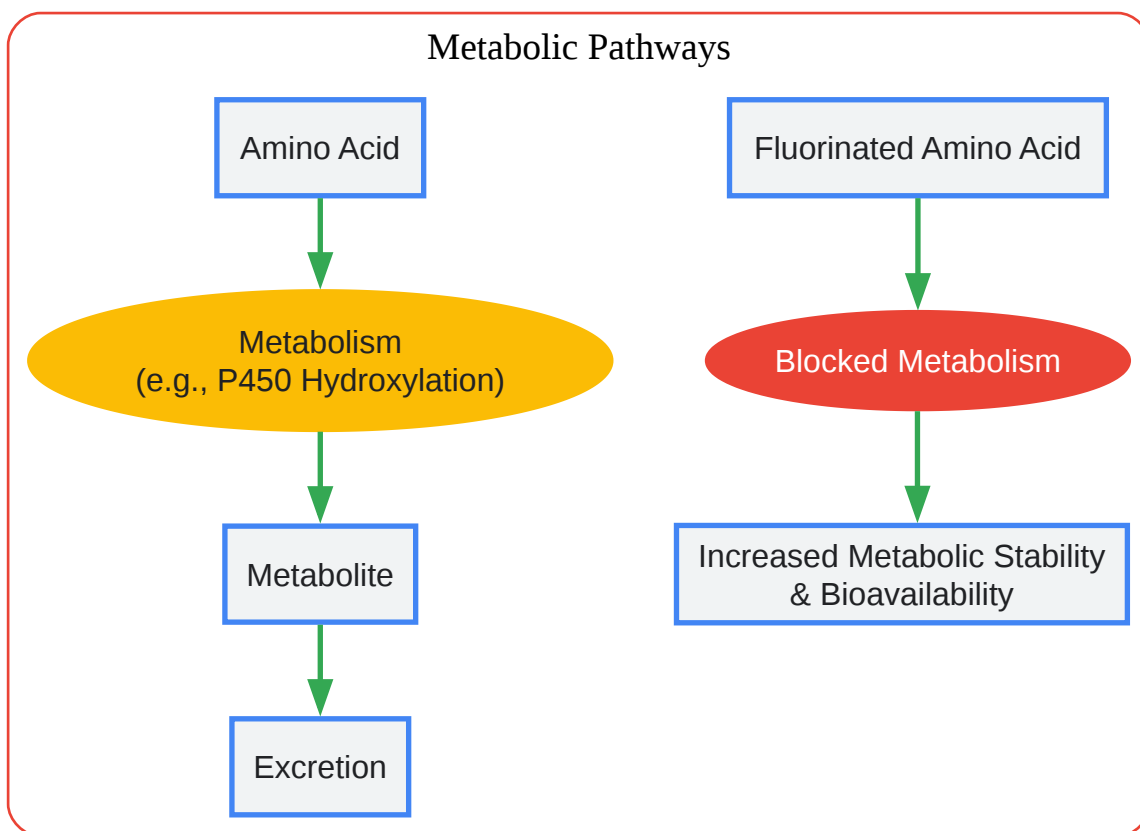 Metabolic Pathways
Amino Acid
Metabolism
(e.g., P450 Hydroxylation)
Metabolite
Excretion
Fluorinated Amino Acid
Blocked Metabolism
Increased Metabolic Stability
& Bioavailability